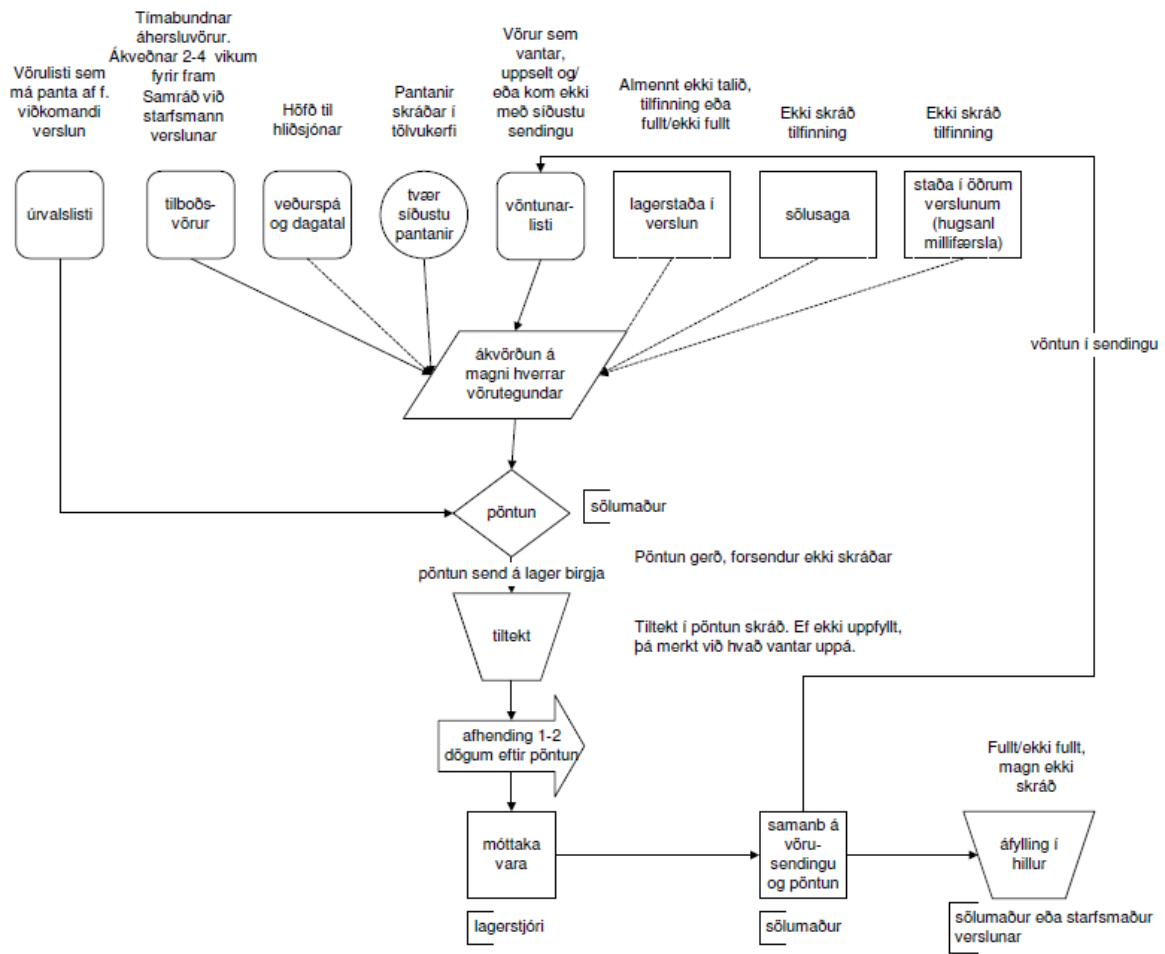 Tímabundnar
áhersluvörur.
Ákveðnar 2-4 vikum
fyrir fram
Samráð við
starfsmann
verslunar
Vörulisti sem
má panta af f.
viðkomandi
verslun
Höfð til
hliðsjónar
Pantanir
skráðar í
tölvukerfi
Vörur sem
vantar,
uppselt og/
eða kom ekki
með síðustu
sendingu
Almennt ekki talið,
tilfinning eða
fullt/ekki fullt
Ekki skráð
tilfinning
Ekki skráð
tilfinning
úrvalslisti
tilboðs-
vörur
veðurspá
og dagatal
tvær
síðustu
pantanir
vöntunar-
listi
lagerstaða í
verslun
sölusaga
staða í öðrum
verslunum
(hugsanl
millifærsla)
vöntun í sendingu
ákvörðun á
magni hverrar
vörutegundar
pöntun
sölumaður
Pöntun gerð, forsendur ekki skráðar
pöntun send á lager birgja
tiltekt
Tiltekt í pöntun skráð. Ef ekki uppfyllt,
þá merkt við hvað vantar uppá.
afhending 1-2
dögum eftir pöntun
Fullt/ekki fullt,
magn ekki
skráð
móttaka
vara
samanb á
vöru-
sendingu
og pöntun
áfylling í
hillur
lagerstjóri
sölumaður
sölumaður eða starfsmaður
verslunar